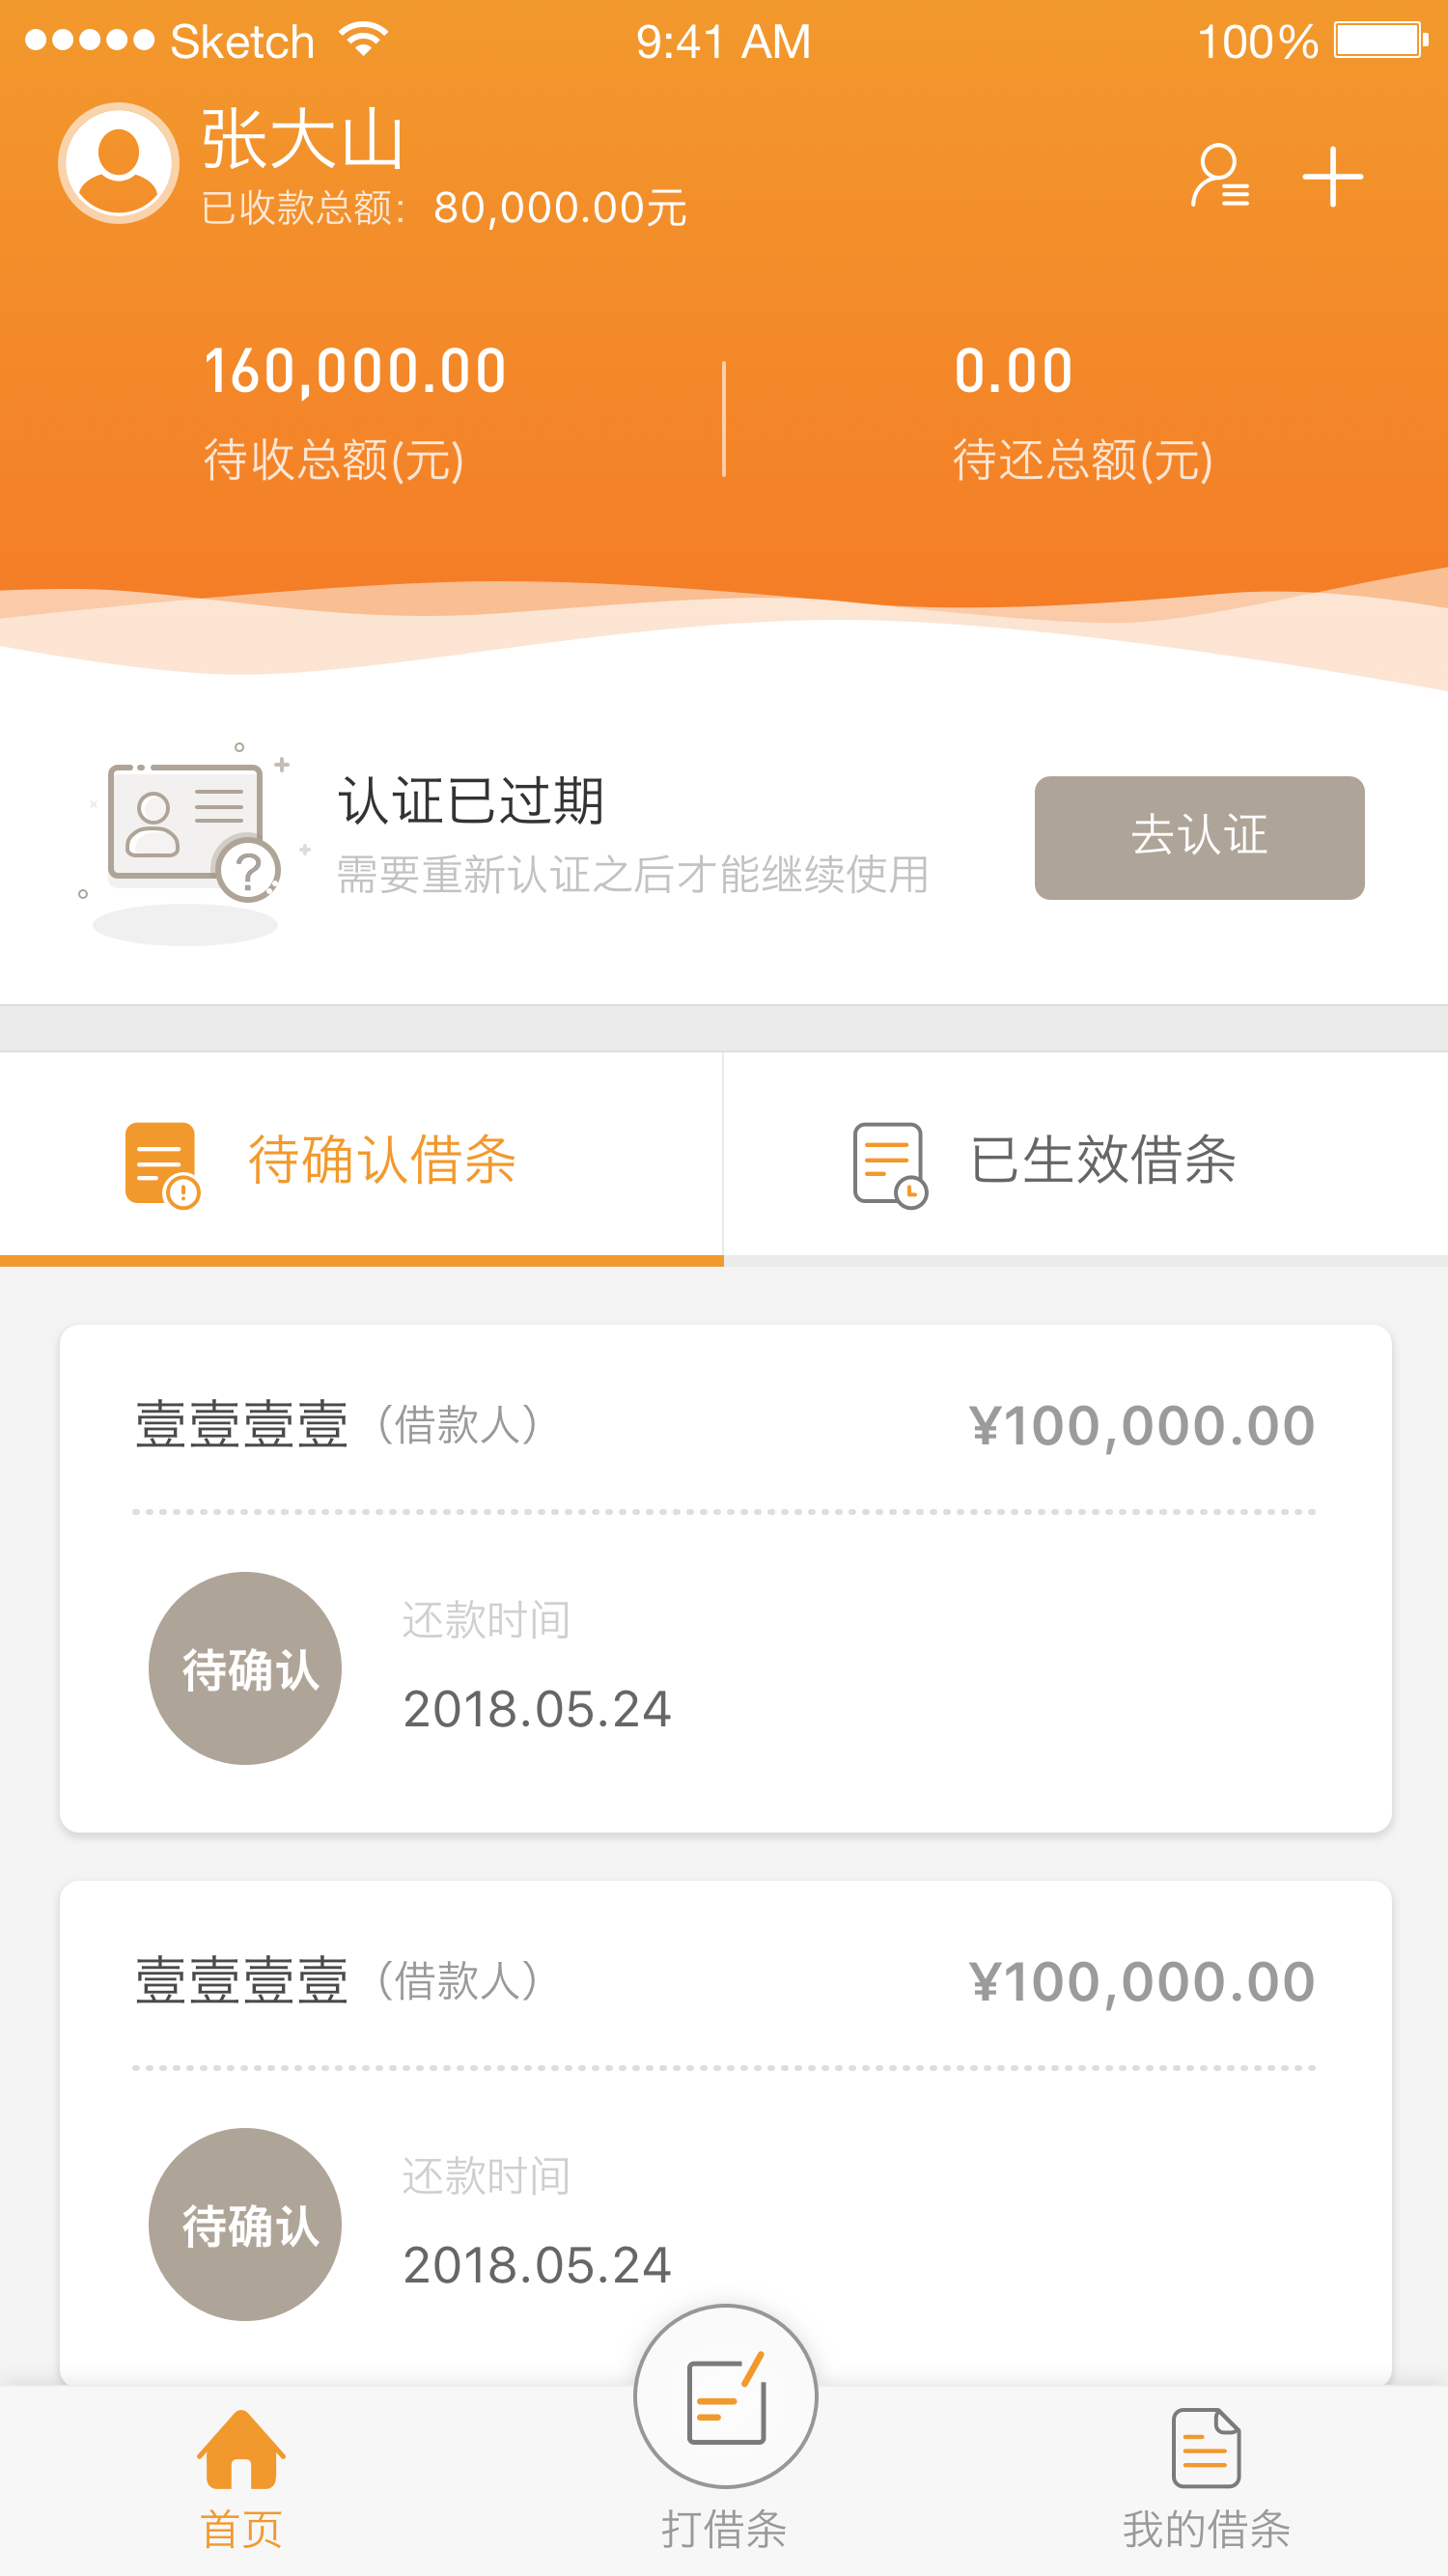 Sketch 9:41 AM 100%
张大山
已收款总额: 80,000.00元
160,000.00 0.00
待收总额(元) 待还总额(元)
认证已过期
需要重新认证之后才能继续使用
去认证
待确认借条 已生效借条
壹壹壹壹（借款人） ¥100,000.00
还款时间
待确认
2018.05.24
壹壹壹壹（借款人） ¥100,000.00
还款时间
待确认
2018.05.24
首页 打借条 我的借条